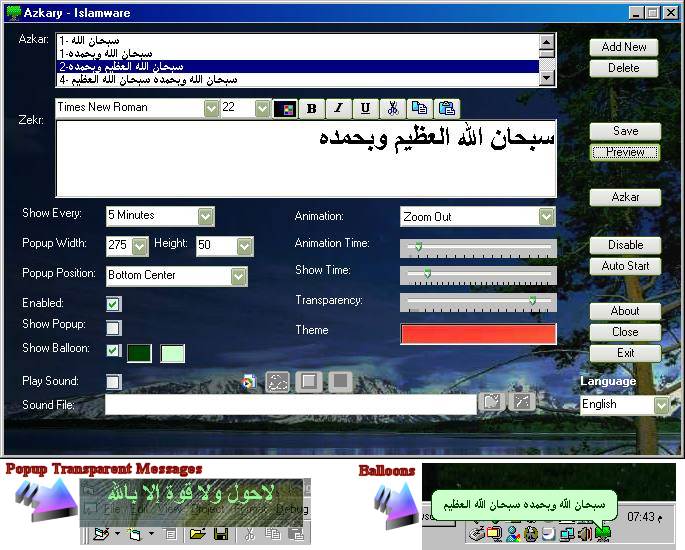 Azkary - Islamware
Azkar:
1- سبحان الله
1-سبحان الله وبحمده
2-سبحان الله العظيم وبحمده
4- سبحان الله وبحمده سبحان الله العظيم
Add New
Delete
Times New Roman
22
B I U
Zekr:
سبحان الله العظيم وبحمده
Save
Preview
Azkar
Show Every: 5 Minutes
Animation: Zoom Out
Popup Width: 275 Height: 50
Animation Time:
Disable
Popup Position: Bottom Center
Show Time:
Auto Start
Enabled:
Transparency:
About
Show Popup:
Theme
Close
Show Balloon:
Exit
Play Sound:
Language
Sound File:
English
Popup Transparent Messages
Balloons
لاحول ولا قوة إلا بالله
File Edit View Project Format Debug
سبحان الله وبحمده سبحان الله العظيم
07:43 م